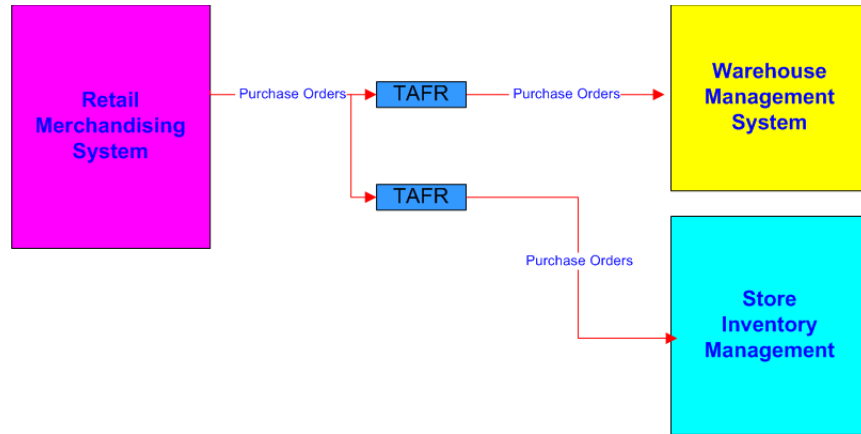 Retail
Merchandising
System
Purchase Orders
TAFR
Purchase Orders
Warehouse
Management
System
TAFR
Purchase Orders
Store
Inventory
Management